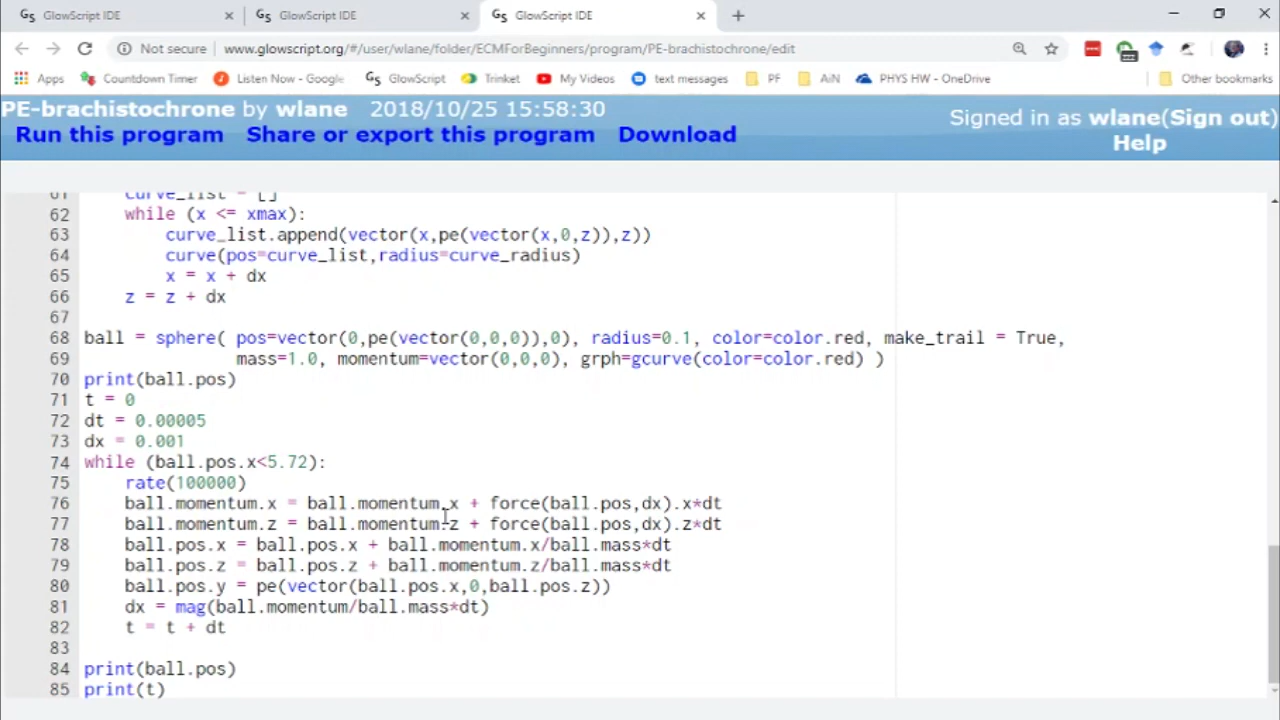 GlowScript IDE GlowScript IDE GlowScript IDE
Not secure www.glowscript.org/#/user/wlane/folder/ECMForBeginners/program/PE-brachistochrone/edit
Apps Countdown Timer Listen Now - Google GlowScript Trinket My Videos text messages PF AiN PHYS HW - OneDrive Other bookmarks
PE-brachistochrone by wlane 2018/10/25 15:58:30
Signed in as wlane(Sign out)
Run this program Share or export this program Download
Help
61 curve_list = []
62 while (x <= xmax):
63 curve_list.append(vector(x,pe(vector(x,0,z)),z))
64 curve(pos=curve_list,radius=curve_radius)
65 x = x + dx
66 z = z + dx
67
68 ball = sphere( pos=vector(0,pe(vector(0,0,0)),0), radius=0.1, color=color.red, make_trail = True,
69 mass=1.0, momentum=vector(0,0,0), grph=gcurve(color=color.red) )
70 print(ball.pos)
71 t = 0
72 dt = 0.00005
73 dx = 0.001
74 while (ball.pos.x<5.72):
75 rate(100000)
76 ball.momentum.x = ball.momentum.x + force(ball.pos,dx).x*dt
77 ball.momentum.z = ball.momentum.z + force(ball.pos,dx).z*dt
78 ball.pos.x = ball.pos.x + ball.momentum.x/ball.mass*dt
79 ball.pos.z = ball.pos.z + ball.momentum.z/ball.mass*dt
80 ball.pos.y = pe(vector(ball.pos.x,0,ball.pos.z))
81 dx = mag(ball.momentum/ball.mass*dt)
82 t = t + dt
83
84 print(ball.pos)
85 print(t)